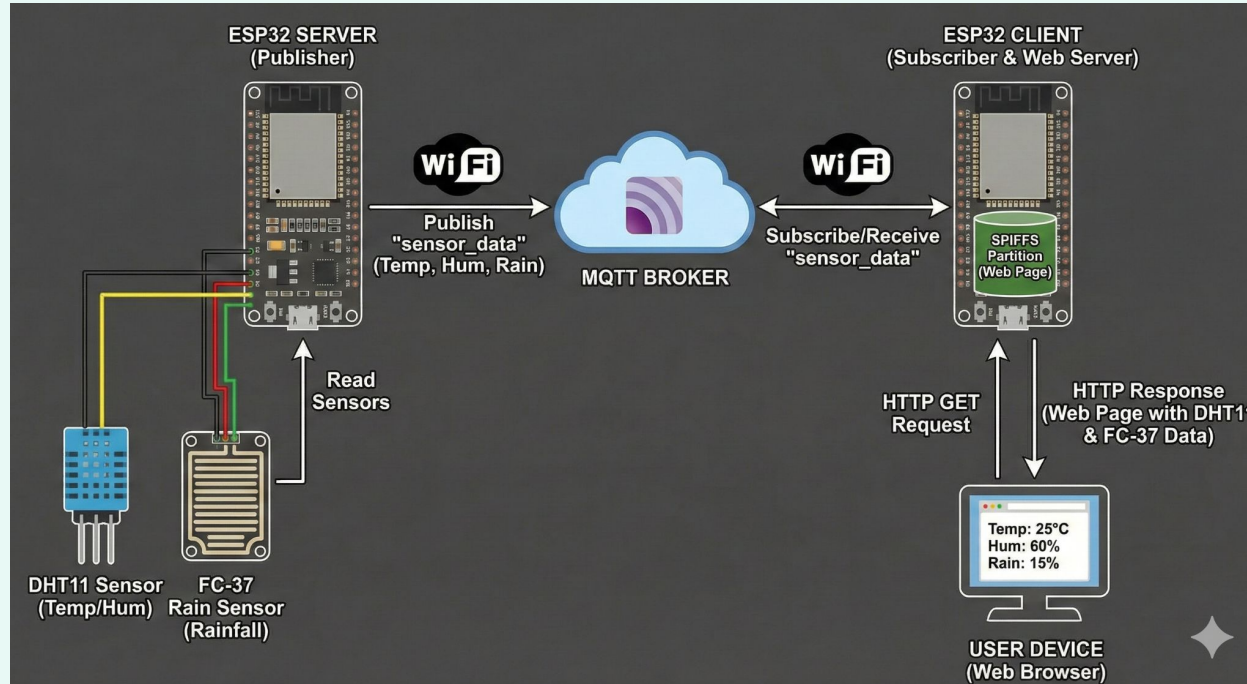 ESP32 SERVER
(Publisher)
ESP32 CLIENT
(Subscriber & Web Server)
WiFi
WiFi
Publish
"sensor_data"
(Temp, Hum, Rain)
MQTT BROKER
Subscribe/Receive
"sensor_data"
SPIFFS
Partition
(Web Page)
Read
Sensors
HTTP GET
Request
HTTP Response
(Web Page with DHT11
& FC-37 Data)
Temp: 25°C
Hum: 60%
Rain: 15%
DHT11 Sensor
(Temp/Hum)
FC-37
Rain Sensor
(Rainfall)
USER DEVICE
(Web Browser)